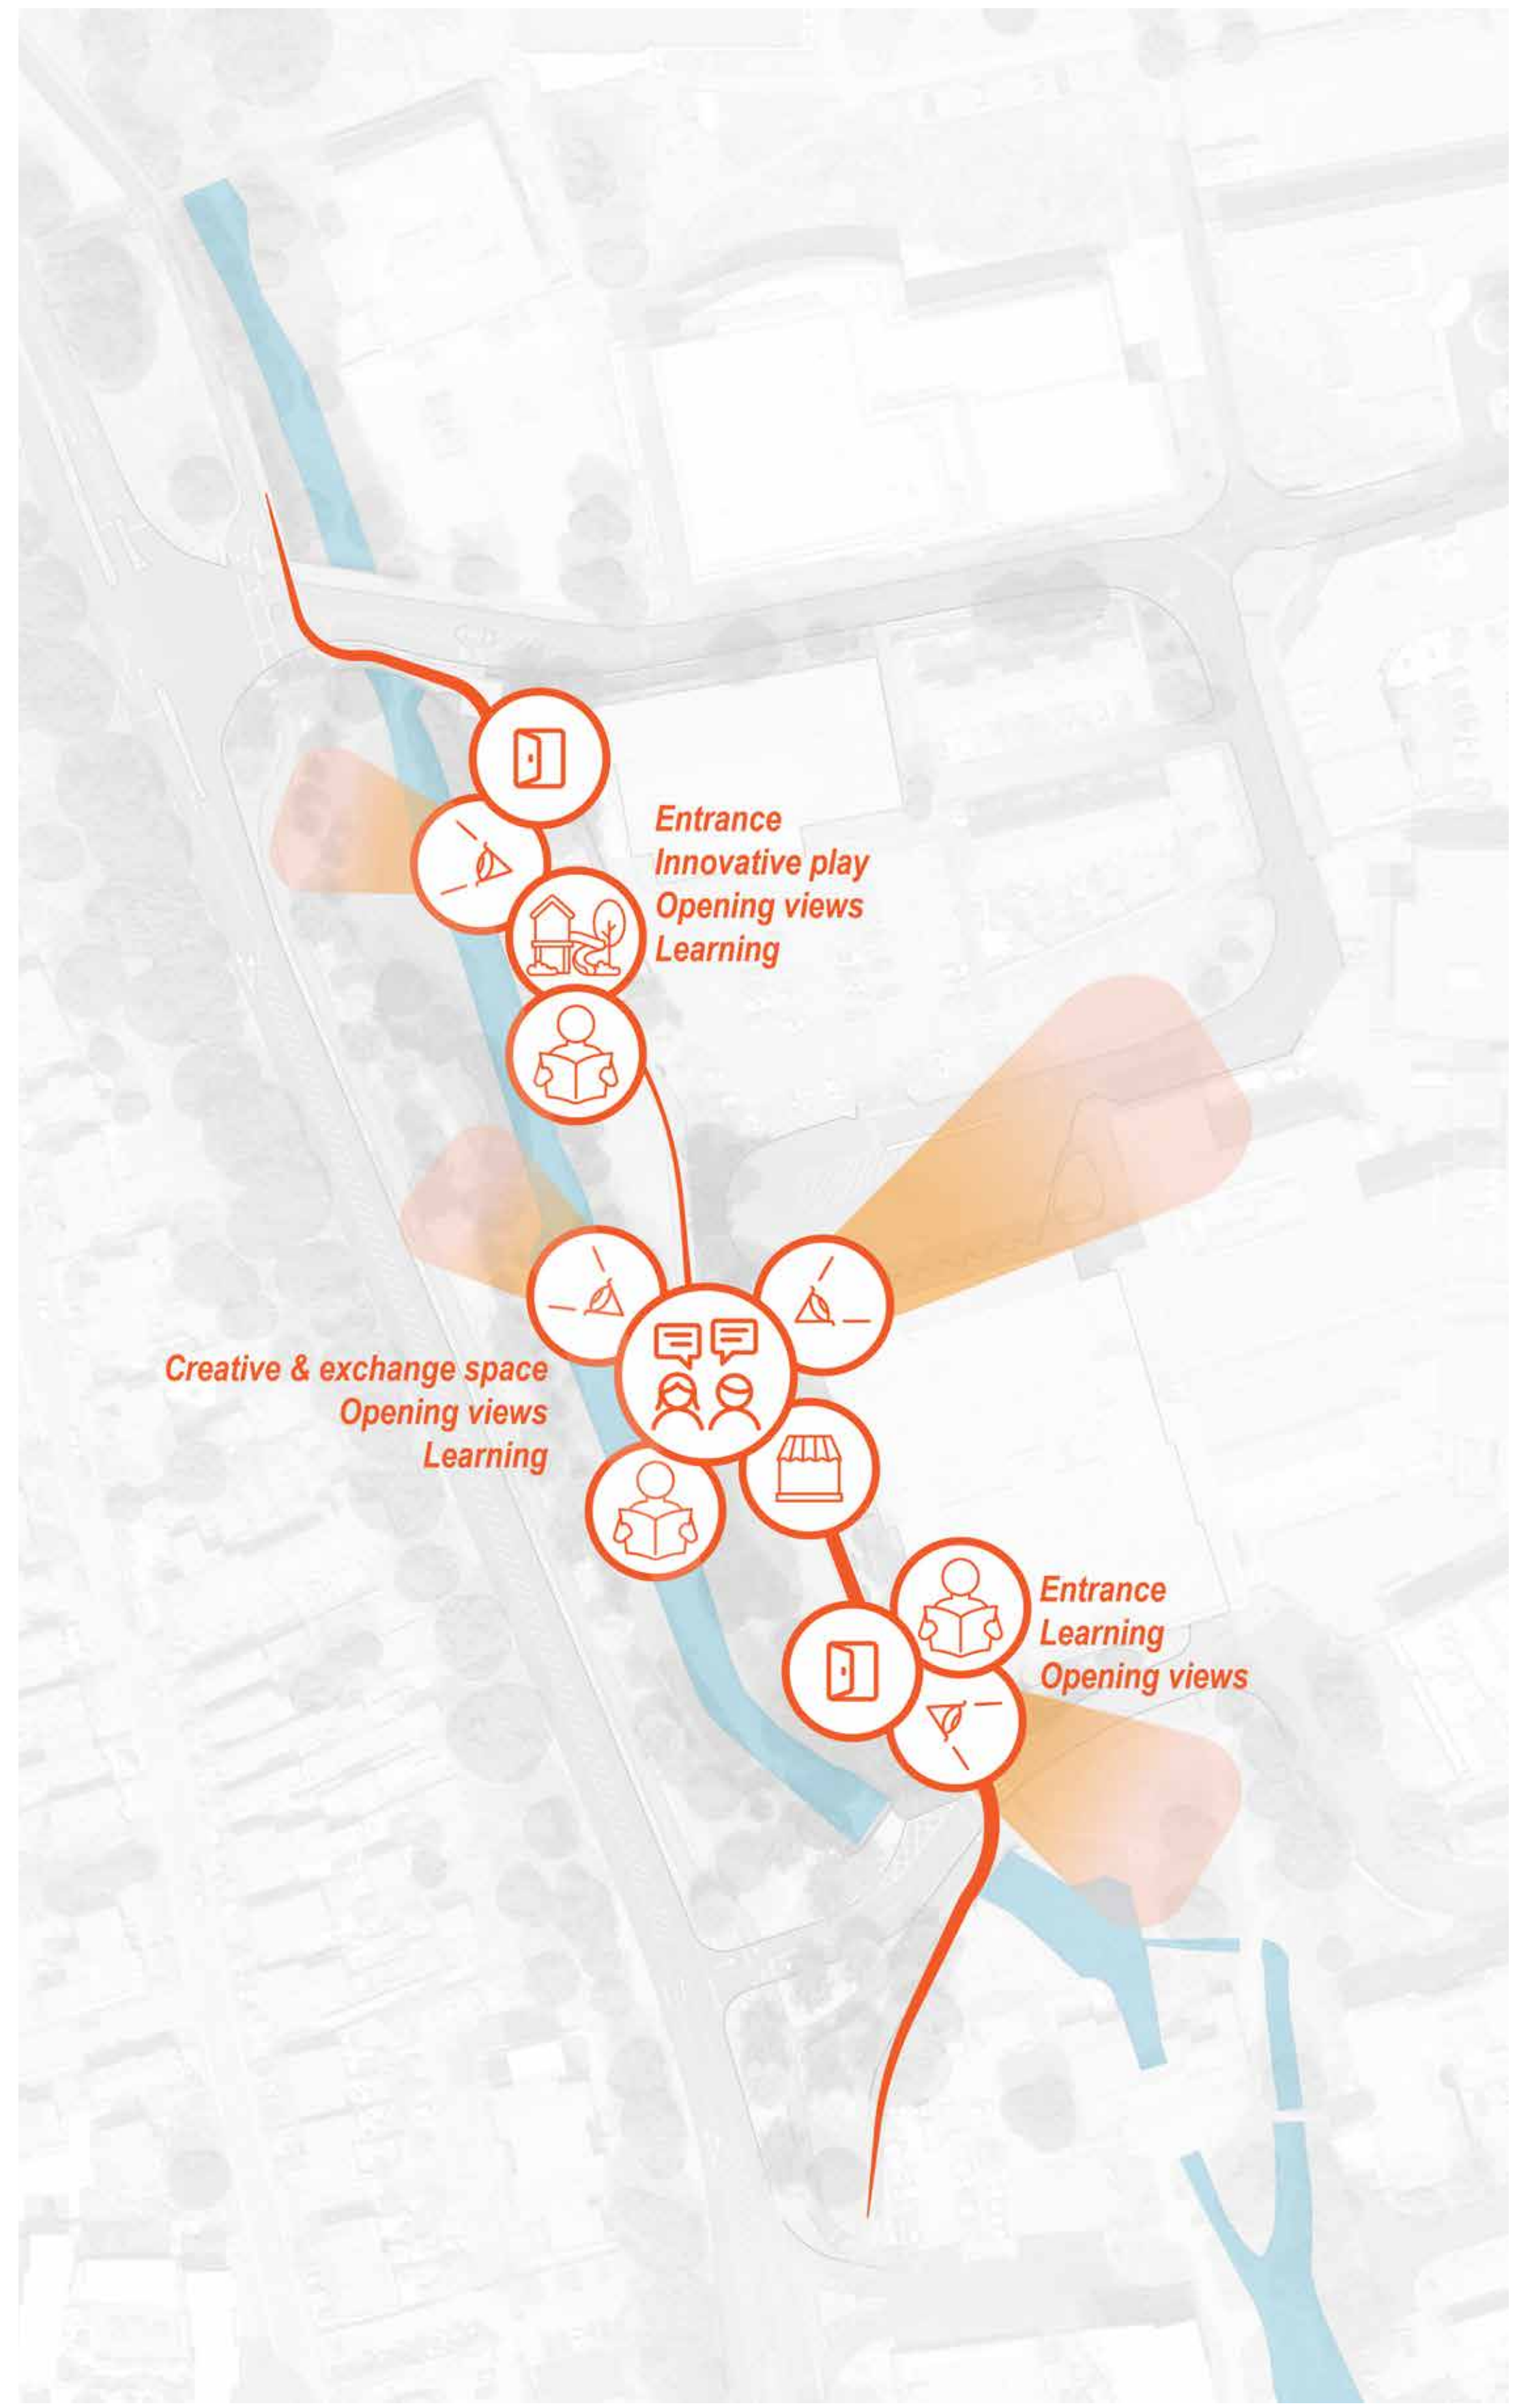 Entrance
Innovative play
Opening views
Learning
Creative & exchange space
Opening views
Learning
Entrance
Learning
Opening views